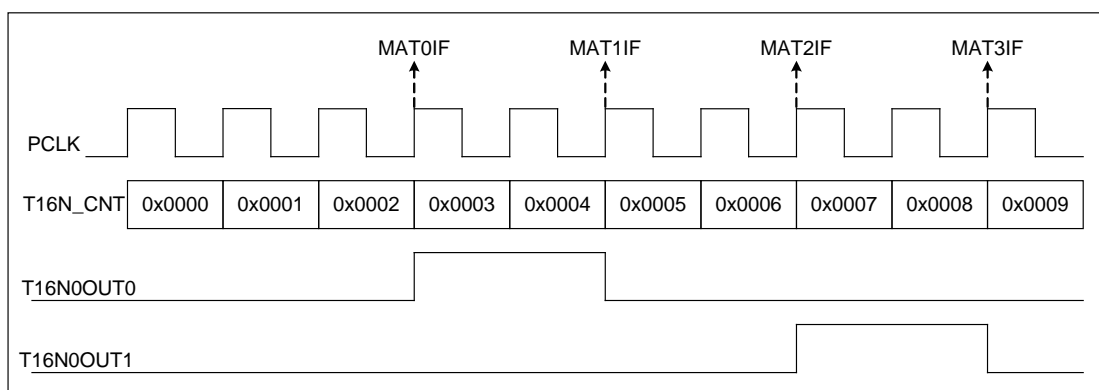 MAT0IF MAT1IF MAT2IF MAT3IF
PCLK
T16N_CNT 0x0000 0x0001 0x0002 0x0003 0x0004 0x0005 0x0006 0x0007 0x0008 0x0009
T16N0OUT0
T16N0OUT1